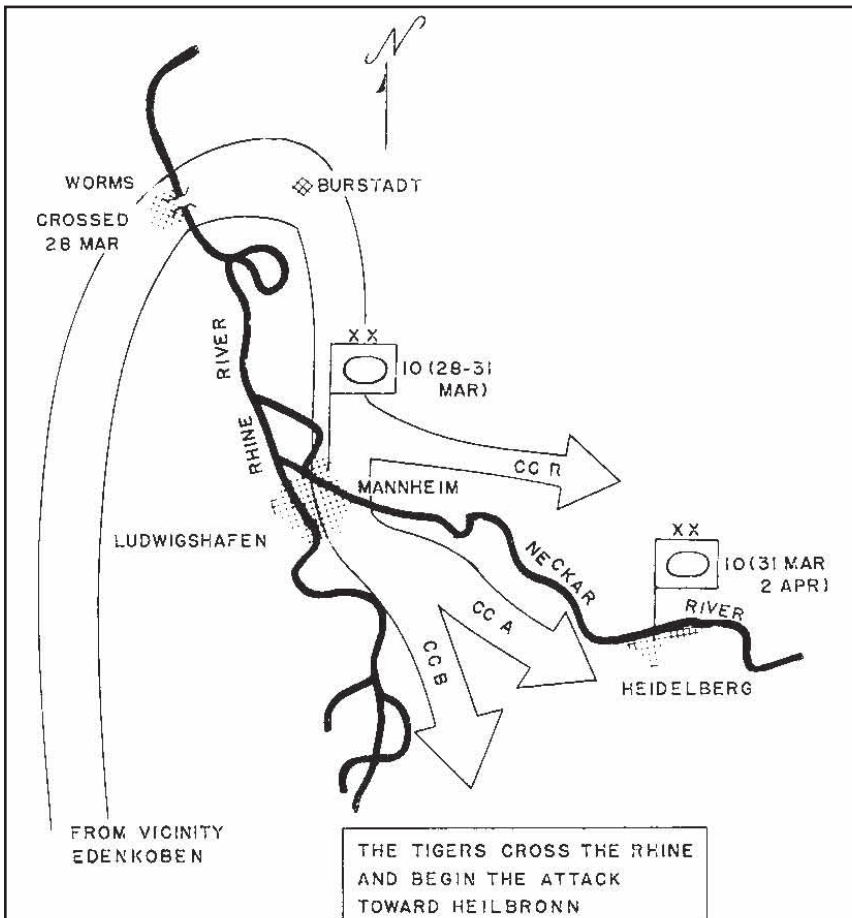 N
WORMS
CROSSED
28 MAR
BURSTADT
RIVER
RHINE
XX
10 (28-31
MAR)
CC R
MANNHEIM
LUDWIGSHAFEN
NECKAR
RIVER
XX
10 (31 MAR
2 APR)
CC A
CC B
HEIDELBERG
FROM VICINITY
EDENKOBEN
THE TIGERS CROSS THE RHINE
AND BEGIN THE ATTACK
TOWARD HEILBRONN